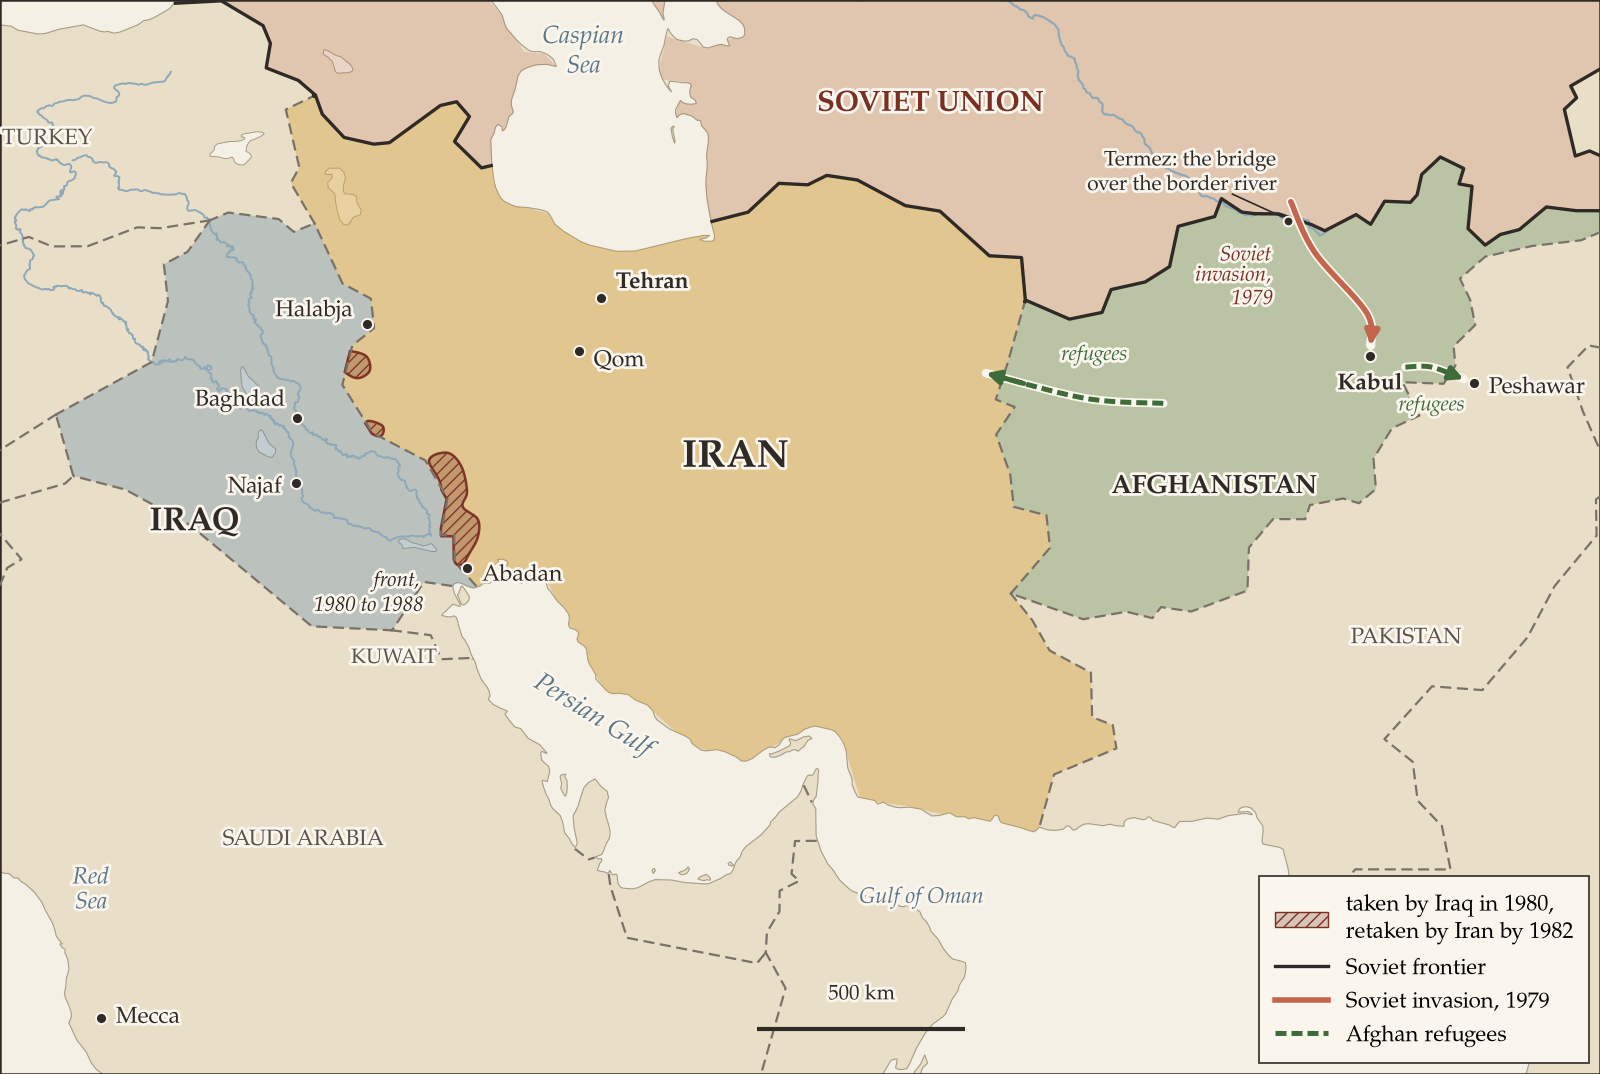 Caspian
Sea
SOVIET UNION
TURKEY
Termez: the bridge
over the border river
Soviet
invasion,
1979
Tehran
Halabja
refugees
Qom
Kabul
Peshawar
refugees
Baghdad
IRAN
Najaf
AFGHANISTAN
IRAQ
Abadan
front,
1980 to 1988
PAKISTAN
KUWAIT
Persian Gulf
SAUDI ARABIA
Red
Sea
Gulf of Oman
500 km
Mecca
taken by Iraq in 1980,
retaken by Iran by 1982
Soviet frontier
Soviet invasion, 1979
Afghan refugees